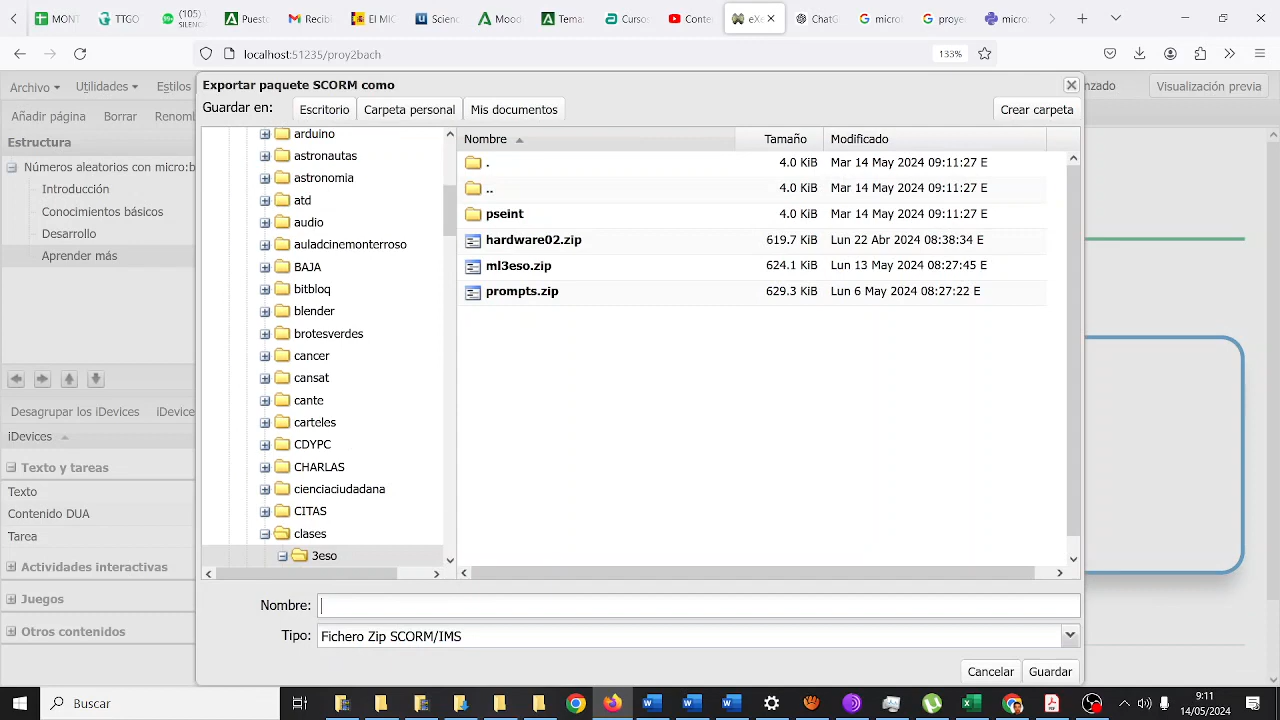 MONT
TTGO
(105)
SILENCIO
Puesto
Recibi
El MIC
Scienc
Mood
Tema:
Cursos
Conte
eXe
ChatG
micro
proye
micro
localhost:51235/proy2bach
133%
Exportar paquete SCORM como
Archivo
Utilidades
Estilos
Guardar en:
Escritorio
Carpeta personal
Mis documentos
Crear carpeta
nzado
Visualización previa
Añadir página
Borrar
Renom
Estructura
Números aleatorios con micro:b
Introducción
Conocimientos básicos
Desarrollo
Aprender más
Desagrupar los iDevices
iDevice
iDevices
Texto y tareas
Texto
Contenido DUA
Tarea
Actividades interactivas
Juegos
Otros contenidos
arduino
astronautas
astronomia
atd
audio
auladcinemonterroso
BAJA
bitbloq
blender
brotesverdes
cancer
cansat
cante
carteles
CDYPC
CHARLAS
cienciaciudadana
CITAS
clases
3eso
Nombre
Tamaño
Modificado
.
4.0 KiB
Mar 14 May 2024 09:11:27 E
..
4.0 KiB
Mar 14 May 2024 09:11:27 E
pseint
4.0 KiB
Mar 14 May 2024 09:11:27 E
hardware02.zip
619.7 KiB
Lun 22 Abr 2024 08:38:34 E
ml3eso.zip
624.1 KiB
Lun 13 May 2024 08:27:45 E
prompts.zip
629.3 KiB
Lun 6 May 2024 08:27:22 E
Nombre:
Tipo:
Fichero Zip SCORM/IMS
Cancelar
Guardar
Buscar
9:11
14/05/2024